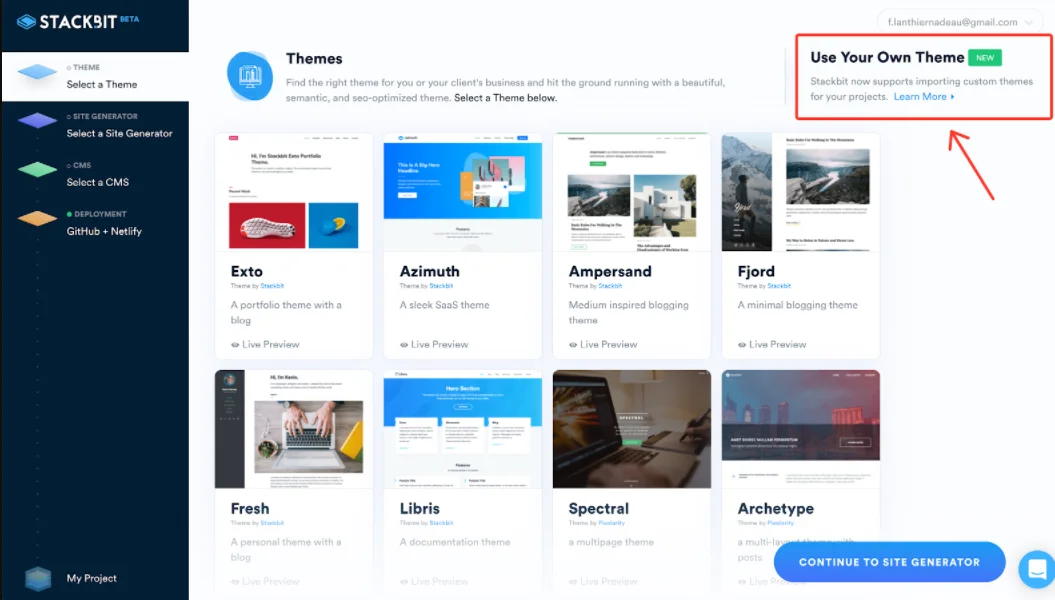 STACKBIT BETA
f.lanthiernadeau@gmail.com
THEME
Select a Theme
SITE GENERATOR
Select a Site Generator
CMS
Select a CMS
DEPLOYMENT
GitHub + Netlify
My Project
Themes
Find the right theme for you or your client's business and hit the ground running with a beautiful,
semantic, and seo-optimized theme. Select a Theme below.
Use Your Own Theme NEW
Stackbit now supports importing custom themes
for your projects. Learn More
Hi, I'm Stackbit Exto Portfolio
Theme.
This Is A Big Hero
Headline
Fjord
Exto
Theme by Stackbit
A portfolio theme with a
blog
Live Preview
Azimuth
Theme by Stackbit
A sleek SaaS theme
Live Preview
Ampersand
Theme by Stackbit
Medium inspired blogging
theme
Live Preview
Fjord
Theme by Stackbit
A minimal blogging theme
Live Preview
Hi, I'm Kevin.
Hero Section
Features
SPECTRAL
Fresh
Theme by Stackbit
A personal theme with a
blog
Live Preview
Libris
Theme by Stackbit
A documentation theme
Live Preview
Spectral
Theme by Pixelarity
a multipage theme
Live Preview
Archetype
Theme by Pixelarity
a multi-layout theme with
posts
Live
CONTINUE TO SITE GENERATOR